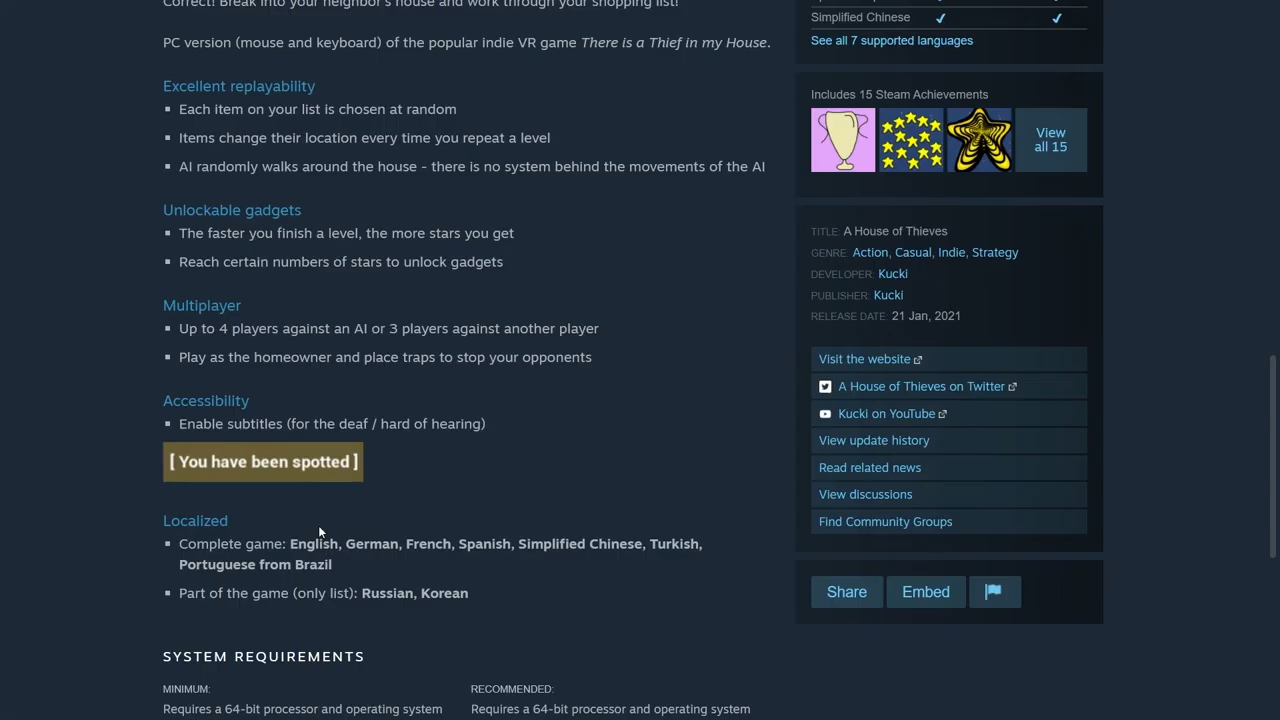 Correct! Break into your neighbor's house and work through your shopping list!
PC version (mouse and keyboard) of the popular indie VR game There is a Thief in my House.
Excellent replayability
Each item on your list is chosen at random
Items change their location every time you repeat a level
AI randomly walks around the house - there is no system behind the movements of the AI
Unlockable gadgets
The faster you finish a level, the more stars you get
Reach certain numbers of stars to unlock gadgets
Multiplayer
Up to 4 players against an AI or 3 players against another player
Play as the homeowner and place traps to stop your opponents
Accessibility
Enable subtitles (for the deaf / hard of hearing)
[ You have been spotted ]
Localized
Complete game: English, German, French, Spanish, Simplified Chinese, Turkish,
Portuguese from Brazil
Part of the game (only list): Russian, Korean
SYSTEM REQUIREMENTS
MINIMUM:
Requires a 64-bit processor and operating system
RECOMMENDED:
Requires a 64-bit processor and operating system
Simplified Chinese ✔ ✔
See all 7 supported languages
Includes 15 Steam Achievements
View
all 15
TITLE: A House of Thieves
GENRE: Action, Casual, Indie, Strategy
DEVELOPER: Kucki
PUBLISHER: Kucki
RELEASE DATE: 21 Jan, 2021
Visit the website
A House of Thieves on Twitter
Kucki on YouTube
View update history
Read related news
View discussions
Find Community Groups
Share
Embed